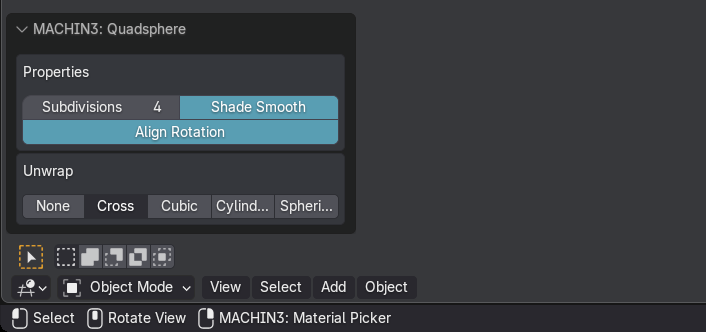 MACHIN3: Quadsphere
Properties
Subdivisions 4 Shade Smooth
Align Rotation
Unwrap
None Cross Cubic Cylind... Spheri...
Object Mode View Select Add Object
Select Rotate View MACHIN3: Material Picker